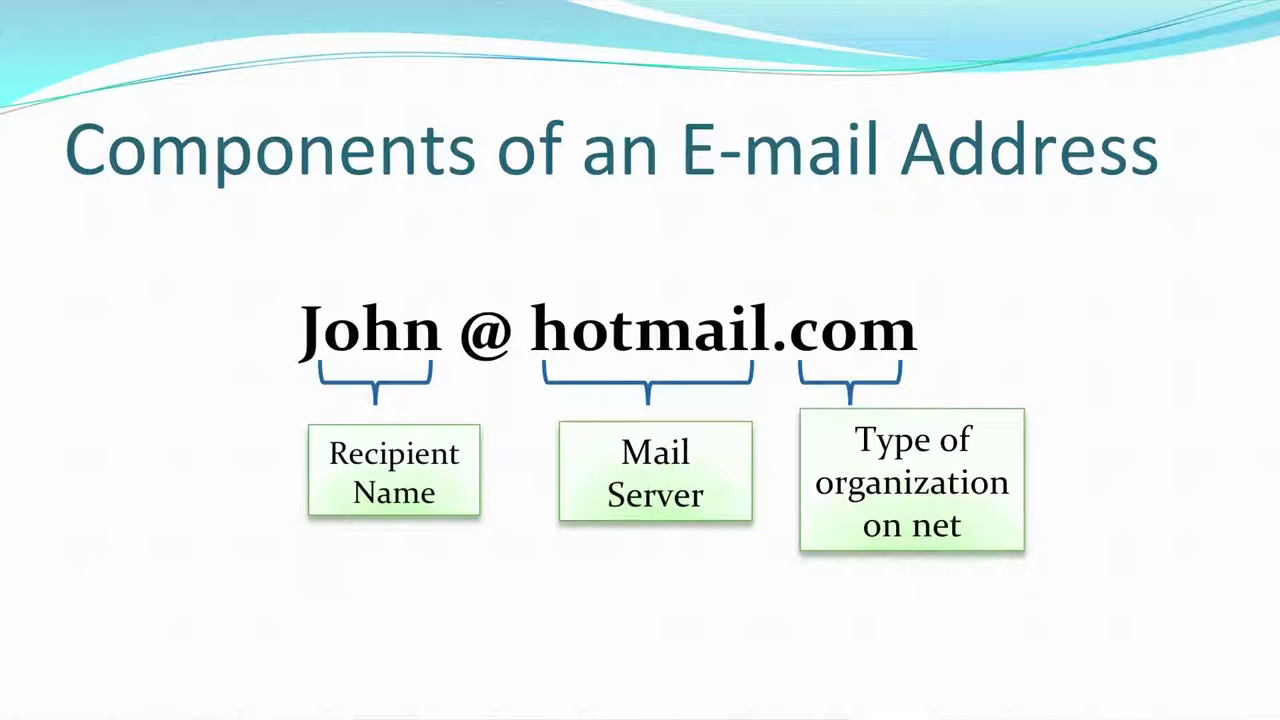 Components of an E-mail Address
John @ hotmail.com
Recipient
Name
Mail
Server
Type of
organization
on net